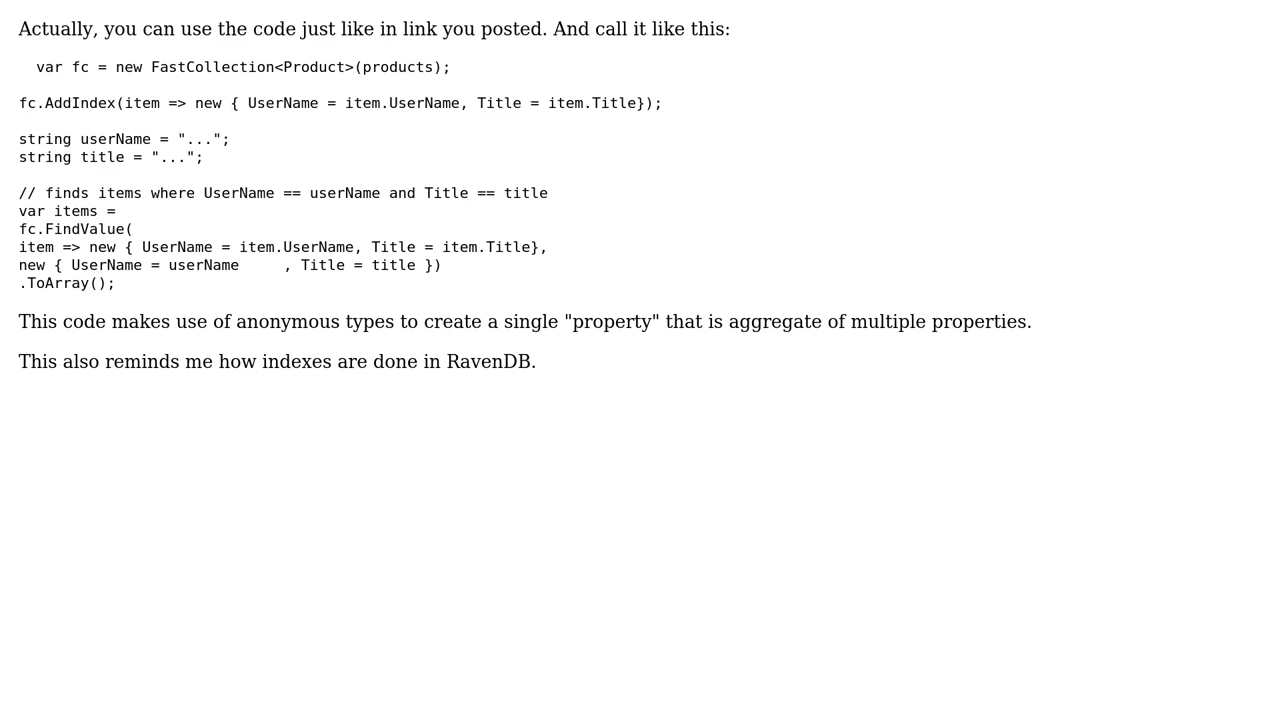 Actually, you can use the code just like in link you posted. And call it like this:
  var fc = new FastCollection<Product>(products);
fc.AddIndex(item => new { UserName = item.UserName, Title = item.Title});
string userName = "...";
string title = "...";
// finds items where UserName == userName and Title == title
var items =
fc.FindValue(
item => new { UserName = item.UserName, Title = item.Title},
new { UserName = userName     , Title = title })
.ToArray();
This code makes use of anonymous types to create a single "property" that is aggregate of multiple properties.
This also reminds me how indexes are done in RavenDB.